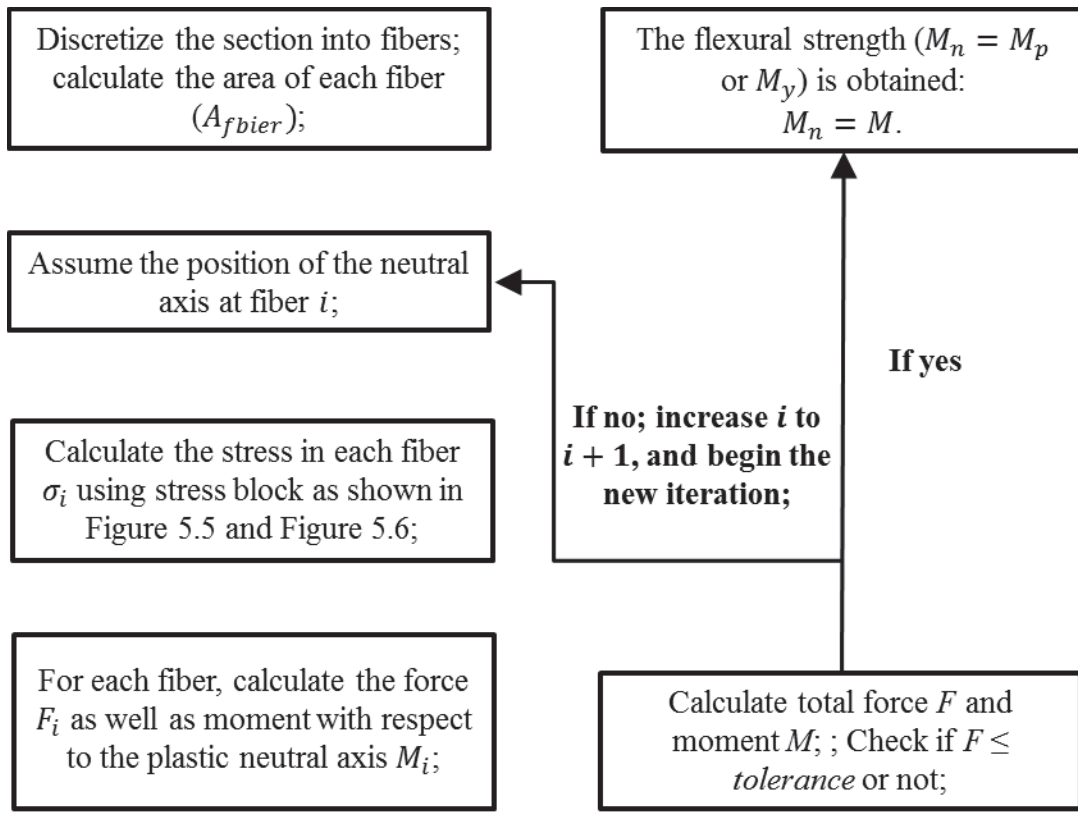 Discretize the section into fibers;
calculate the area of each fiber
(A_{fbier});
Assume the position of the neutral
axis at fiber i;
Calculate the stress in each fiber
σ_i using stress block as shown in
Figure 5.5 and Figure 5.6;
For each fiber, calculate the force
F_i as well as moment with respect
to the plastic neutral axis M_i;
Calculate total force F and
moment M; ; Check if F ≤
tolerance or not;
If no; increase i to
i + 1, and begin the
new iteration;
If yes
The flexural strength (M_n = M_p
or M_y) is obtained:
M_n = M.